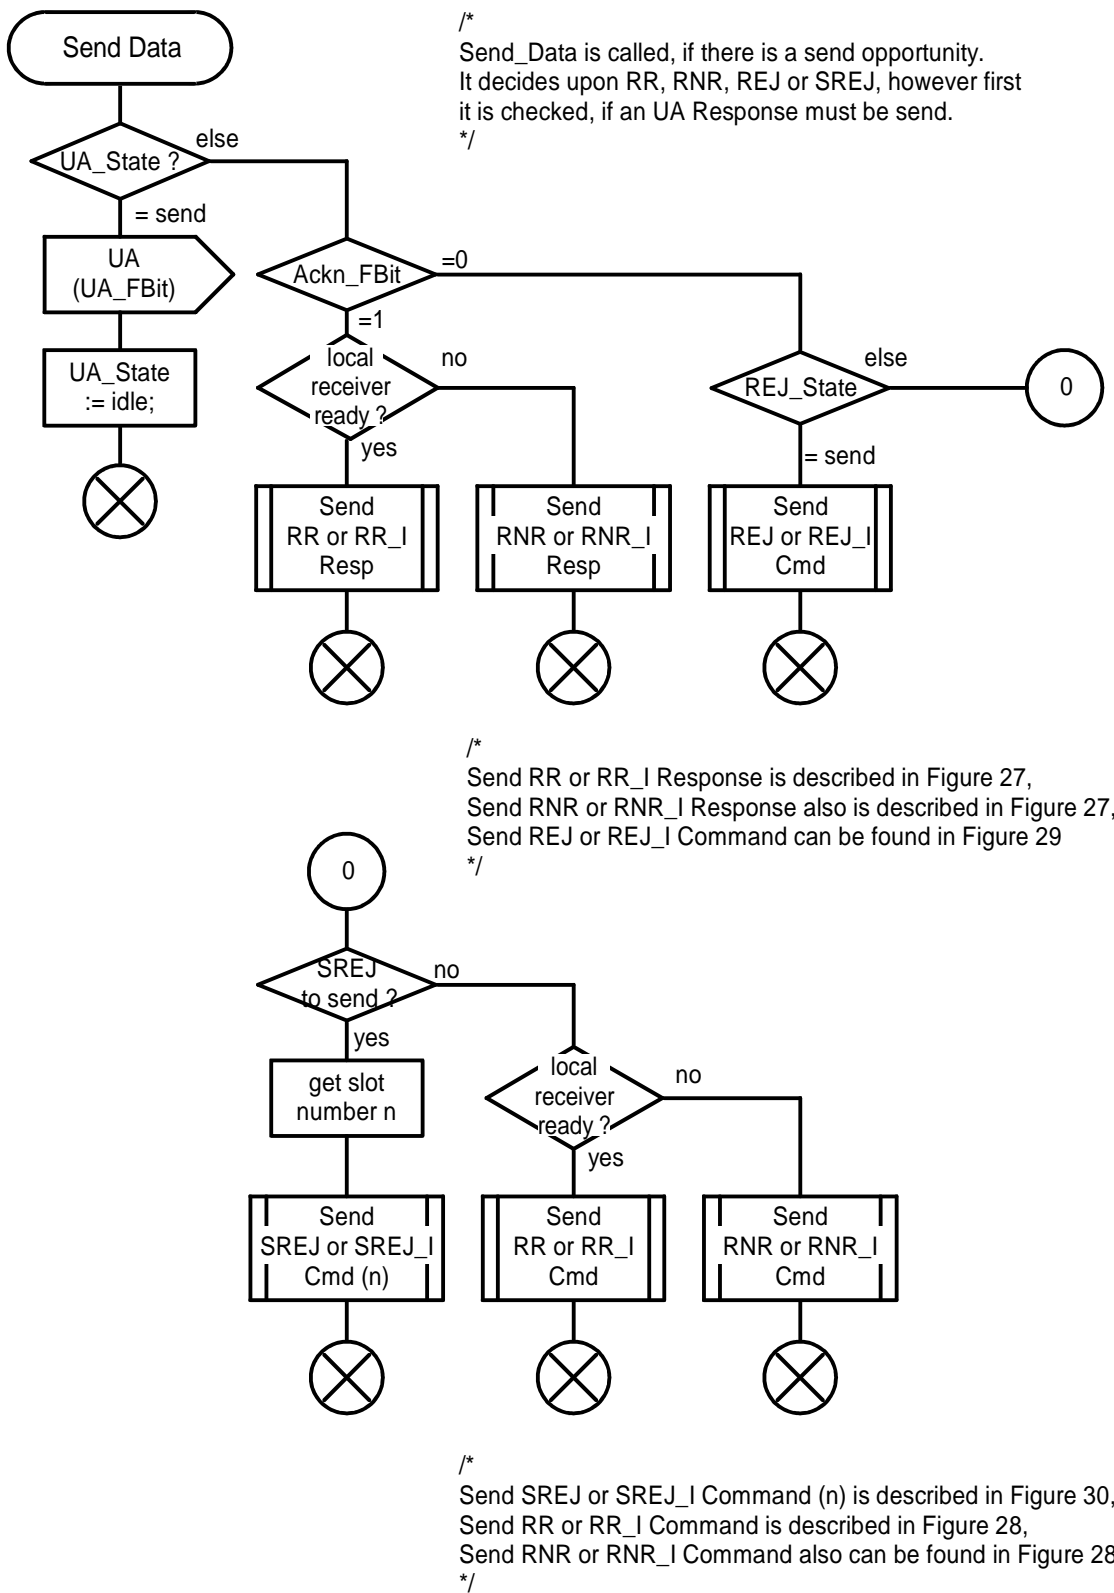 Send Data
/*
Send_Data is called, if there is a send opportunity.
It decides upon RR, RNR, REJ or SREJ, however first
it is checked, if an UA Response must be send.
*/
UA_State ?
else
= send
UA
(UA_FBit)
UA_State
:= idle;
Ackn_FBit
=0
=1
local
receiver
ready ?
no
yes
REJ_State
else
= send
0
Send
RR or RR_I
Resp
Send
RNR or RNR_I
Resp
Send
REJ or REJ_I
Cmd
/*
Send RR or RR_I Response is described in Figure 27,
Send RNR or RNR_I Response also is described in Figure 27,
Send REJ or REJ_I Command can be found in Figure 29
*/
0
SREJ
to send ?
no
yes
get slot
number n
local
receiver
ready ?
no
yes
Send
SREJ or SREJ_I
Cmd (n)
Send
RR or RR_I
Cmd
Send
RNR or RNR_I
Cmd
/*
Send SREJ or SREJ_I Command (n) is described in Figure 30,
Send RR or RR_I Command is described in Figure 28,
Send RNR or RNR_I Command also can be found in Figure 28
*/